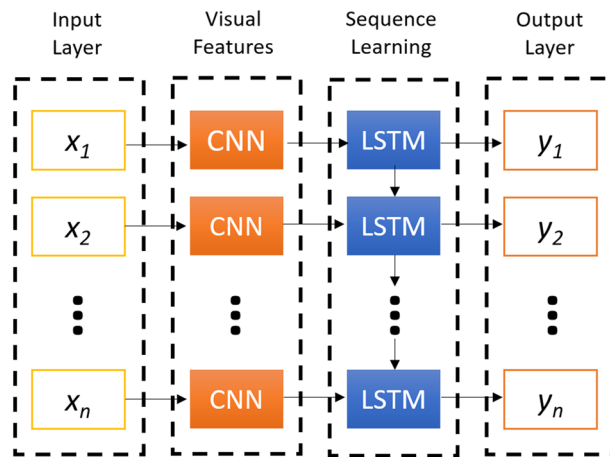 Input
Layer
Visual
Features
Sequence
Learning
Output
Layer
x1
CNN
LSTM
y1
x2
CNN
LSTM
y2
xn
CNN
LSTM
yn